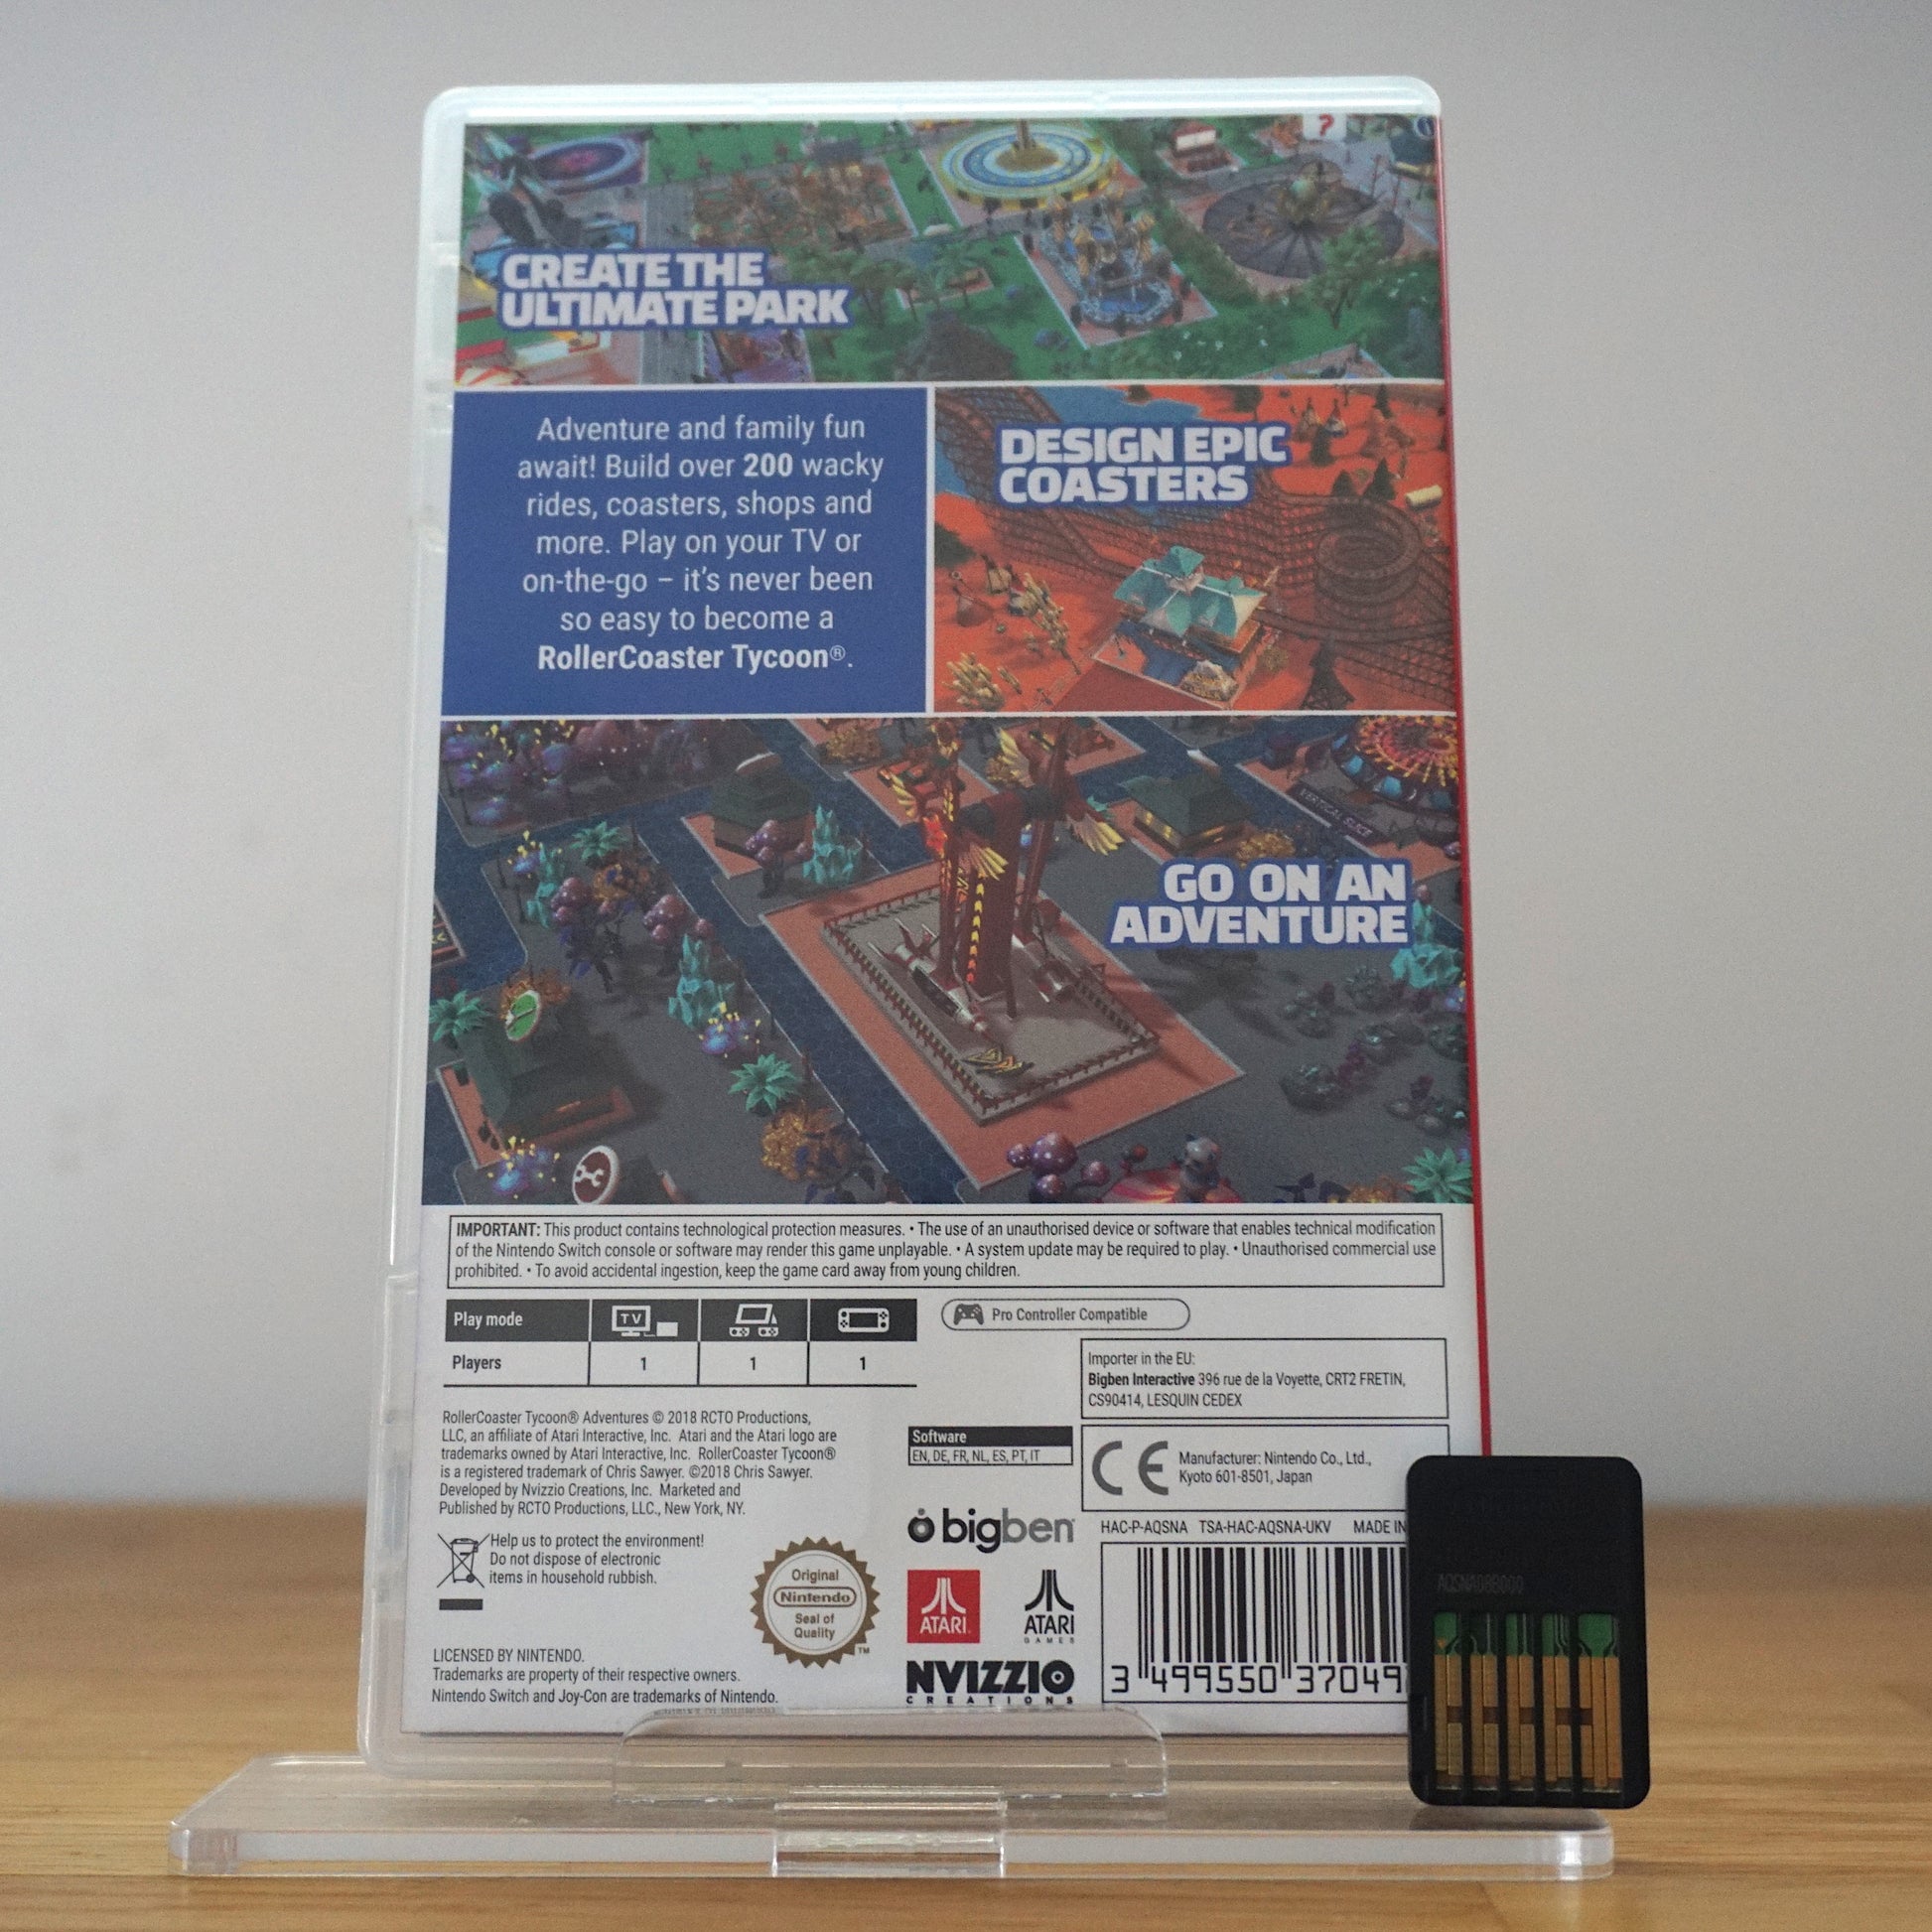 ?
CREATE THE
ULTIMATE PARK
Adventure and family fun
await! Build over 200 wacky
rides, coasters, shops and
more. Play on your TV or
on-the-go – it's never been
so easy to become a
RollerCoaster Tycoon®.
DESIGN EPIC
COASTERS
VERTICAL SLICE
GO ON AN
ADVENTURE
IMPORTANT: This product contains technological protection measures. • The use of an unauthorised device or software that enables technical modification
of the Nintendo Switch console or software may render this game unplayable. • A system update may be required to play. • Unauthorised commercial use
prohibited. • To avoid accidental ingestion, keep the game card away from young children.
Play mode TV
Players 1 1 1
Pro Controller Compatible
Importer in the EU:
Bigben Interactive 396 rue de la Voyette, CRT2 FRETIN,
CS90414, LESQUIN CEDEX
RollerCoaster Tycoon® Adventures © 2018 RCTO Productions,
LLC, an affiliate of Atari Interactive, Inc. Atari and the Atari logo are
trademarks owned by Atari Interactive, Inc. RollerCoaster Tycoon®
is a registered trademark of Chris Sawyer. ©2018 Chris Sawyer.
Developed by Nvizzio Creations, Inc. Marketed and
Published by RCTO Productions, LLC., New York, NY.
Software
EN, DE, FR, NL, ES, PT, IT
CE
Manufacturer: Nintendo Co., Ltd.,
Kyoto 601-8501, Japan
bigben
HAC-P-AQSNA TSA-HAC-AQSNA-UKV MADE IN
Help us to protect the environment!
Do not dispose of electronic
items in household rubbish.
Original
Nintendo
Seal of
Quality
TM
ATARI
ATARI
GAMES
NVIZZIO
CREATIONS
3 499550 37049
LICENSED BY NINTENDO.
Trademarks are property of their respective owners.
Nintendo Switch and Joy-Con are trademarks of Nintendo.